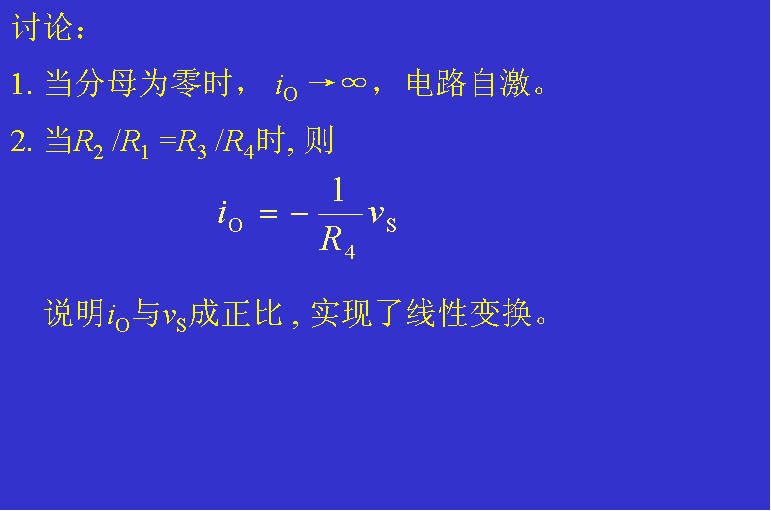 讨论：
1. 当分母为零时， iO →∞，电路自激。
2. 当R2 /R1 =R3 /R4时, 则
iO = − 1/R4 vS
说明iO与vS成正比 , 实现了线性变换。